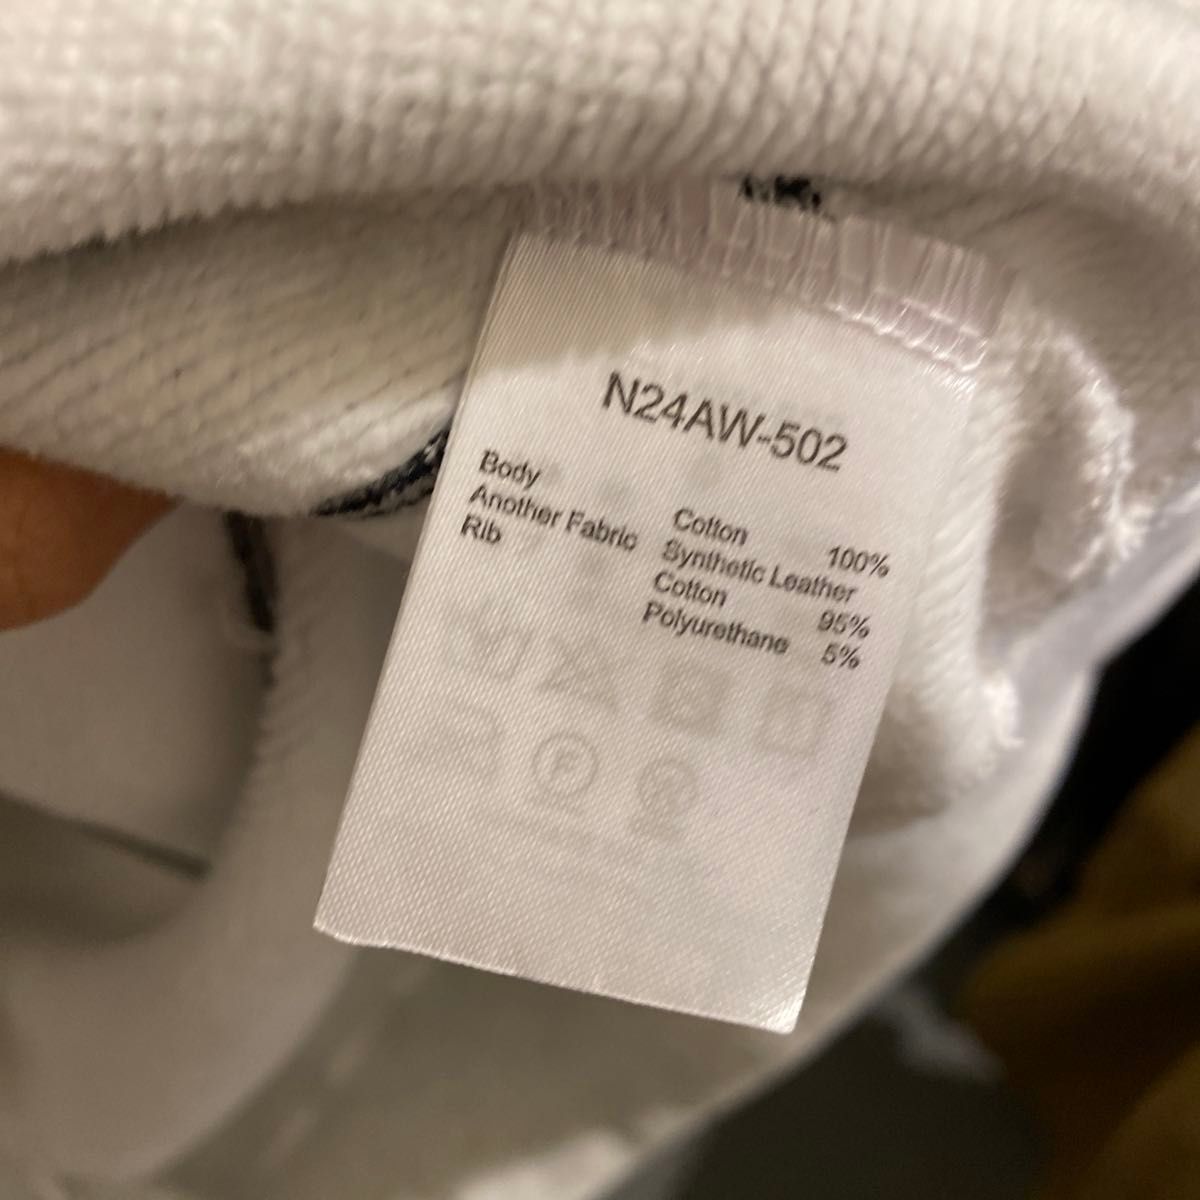 N24AW-502
Body Cotton 100%
Another Fabric Synthetic Leather
Rib Cotton 95%
Polyurethane 5%